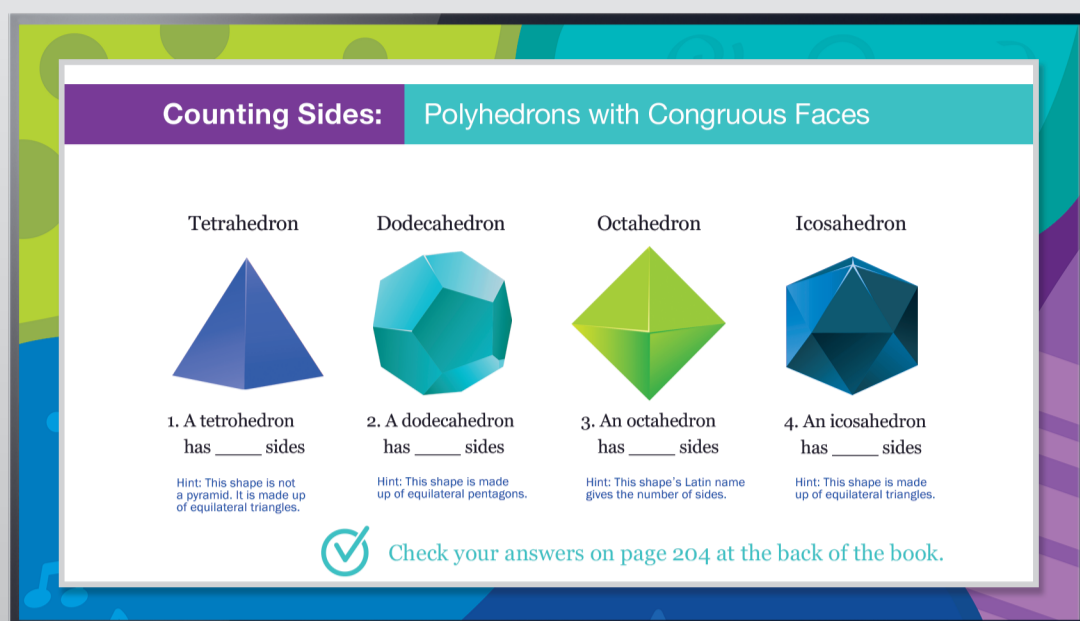 Counting Sides: Polyhedrons with Congruous Faces
Tetrahedron
Dodecahedron
Octahedron
Icosahedron
1. A tetrohedron
has _____ sides
Hint: This shape is not
a pyramid. It is made up
of equilateral triangles.
2. A dodecahedron
has _____ sides
Hint: This shape is made
up of equilateral pentagons.
3. An octahedron
has _____ sides
Hint: This shape's Latin name
gives the number of sides.
4. An icosahedron
has _____ sides
Hint: This shape is made
up of equilateral triangles.
Check your answers on page 204 at the back of the book.